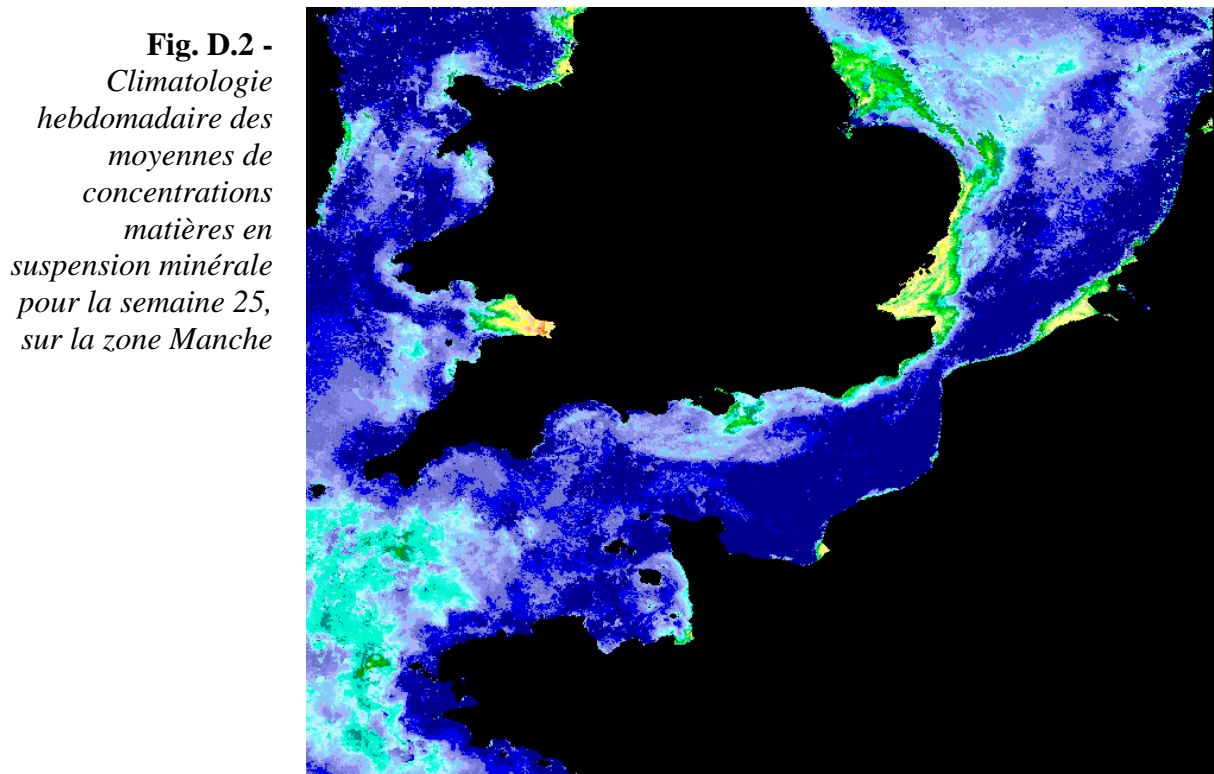 Fig. D.2 -
Climatologie
hebdomadaire des
moyennes de
concentrations
matières en
suspension minérale
pour la semaine 25,
sur la zone Manche